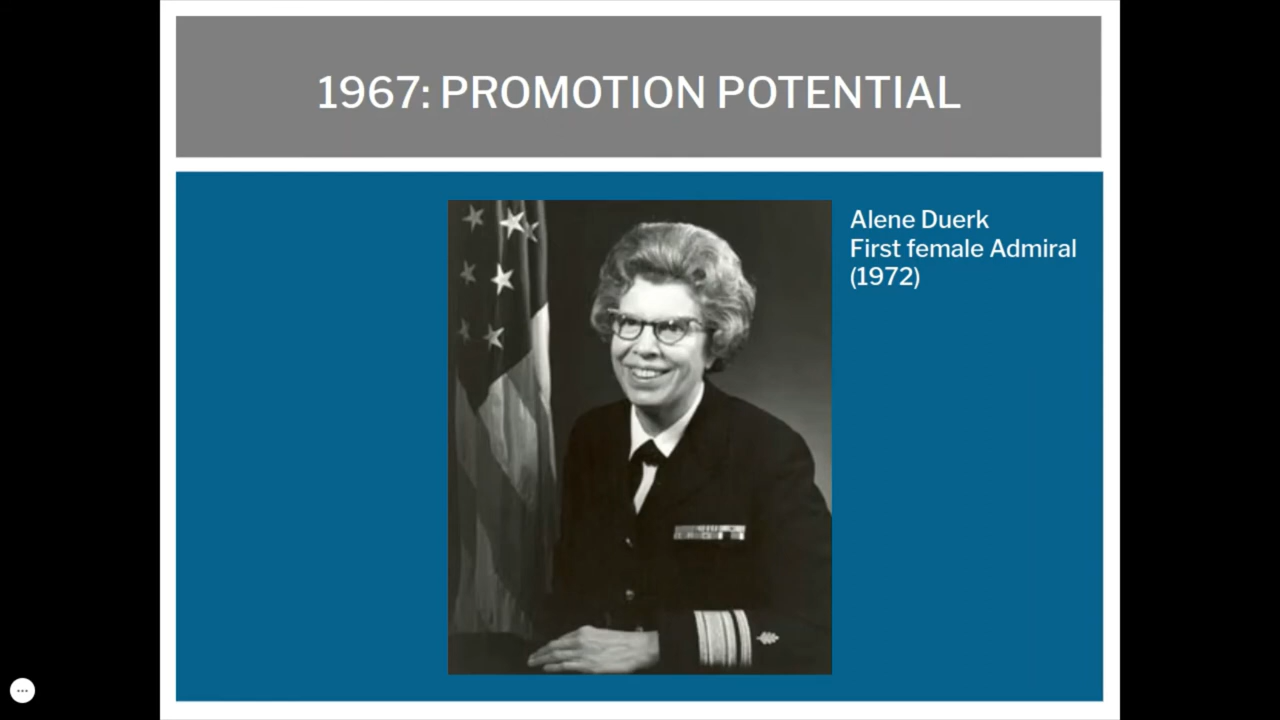 1967: PROMOTION POTENTIAL
Alene Duerk
First female Admiral
(1972)